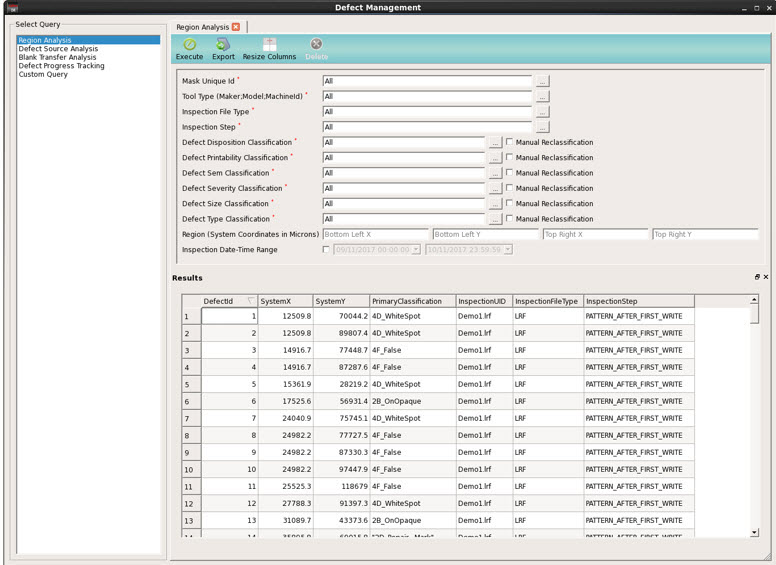 Defect Management
Select Query
Region Analysis
Defect Source Analysis
Blank Transfer Analysis
Defect Progress Tracking
Custom Query
Region Analysis
Execute Export Resize Columns Delete
Mask Unique Id * All ...
Tool Type (Maker;Model;MachineId) * All ...
Inspection File Type * All ...
Inspection Step * All ...
Defect Disposition Classification * All ... Manual Reclassification
Defect Printability Classification * All ... Manual Reclassification
Defect Sem Classification * All ... Manual Reclassification
Defect Severity Classification * All ... Manual Reclassification
Defect Size Classification * All ... Manual Reclassification
Defect Type Classification * All ... Manual Reclassification
Region (System Coordinates in Microns) Bottom Left X Bottom Left Y Top Right X Top Right Y
Inspection Date-Time Range 09/11/2017 00:00:00 10/11/2017 23:59:59
Results
DefectId SystemX SystemY PrimaryClassification InspectionUID InspectionFileType InspectionStep
1 1 12509.8 70044.2 4D_WhiteSpot Demo1.lrf LRF PATTERN_AFTER_FIRST_WRITE
2 2 12509.8 89807.4 4D_WhiteSpot Demo1.lrf LRF PATTERN_AFTER_FIRST_WRITE
3 3 14916.7 77448.7 4F_False Demo1.lrf LRF PATTERN_AFTER_FIRST_WRITE
4 4 14916.7 87287.6 4F_False Demo1.lrf LRF PATTERN_AFTER_FIRST_WRITE
5 5 15361.9 28219.2 4D_WhiteSpot Demo1.lrf LRF PATTERN_AFTER_FIRST_WRITE
6 6 17525.6 56931.4 2B_OnOpaque Demo1.lrf LRF PATTERN_AFTER_FIRST_WRITE
7 7 24040.9 75745.1 4D_WhiteSpot Demo1.lrf LRF PATTERN_AFTER_FIRST_WRITE
8 8 24982.2 77727.5 4F_False Demo1.lrf LRF PATTERN_AFTER_FIRST_WRITE
9 9 24982.2 87330.3 4F_False Demo1.lrf LRF PATTERN_AFTER_FIRST_WRITE
10 10 24982.2 97447.9 4F_False Demo1.lrf LRF PATTERN_AFTER_FIRST_WRITE
11 11 25525.3 118679 4F_False Demo1.lrf LRF PATTERN_AFTER_FIRST_WRITE
12 12 27788.3 91397.3 4D_WhiteSpot Demo1.lrf LRF PATTERN_AFTER_FIRST_WRITE
13 13 31089.7 43373.6 2B_OnOpaque Demo1.lrf LRF PATTERN_AFTER_FIRST_WRITE